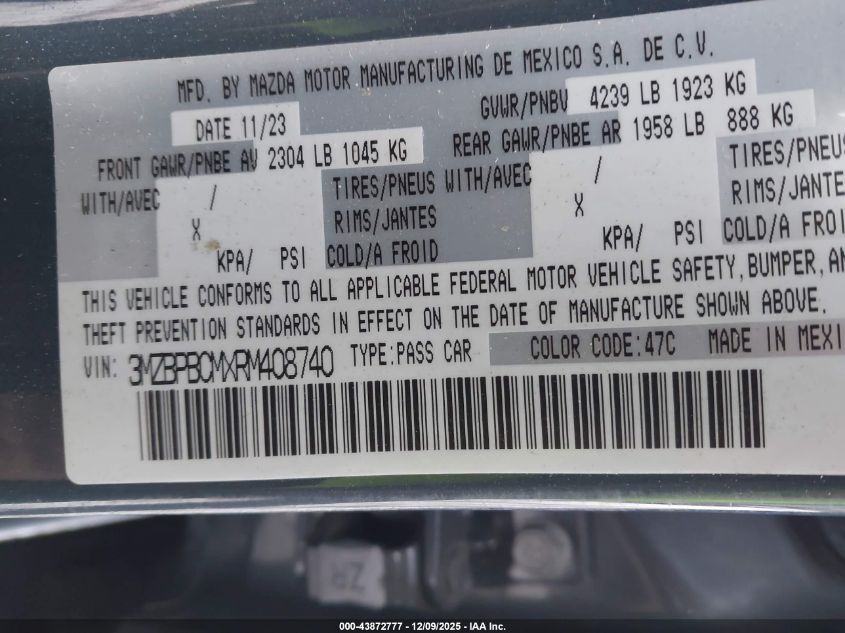 MFD. BY MAZDA MOTOR MANUFACTURING DE MEXICO S.A. DE C.V.
DATE 11/23 GVWR/PNBV 4239 LB 1923 KG
FRONT GAWR/PNBE AV 2304 LB 1045 KG REAR GAWR/PNBE AR 1958 LB 888 KG
WITH/AVEC / TIRES/PNEUS WITH/AVEC / TIRES/PNEUS
X RIMS/JANTES X RIMS/JANTES
KPA/ PSI COLD/A FROID KPA/ PSI COLD/A FROI
THIS VEHICLE CONFORMS TO ALL APPLICABLE FEDERAL MOTOR VEHICLE SAFETY, BUMPER, AN
THEFT PREVENTION STANDARDS IN EFFECT ON THE DATE OF MANUFACTURE SHOWN ABOVE.
VIN: 3MZBPBCMXRM408740 TYPE:PASS CAR COLOR CODE:47C MADE IN MEXI
ZR
000-43872777 - 12/09/2025 - IAA Inc.